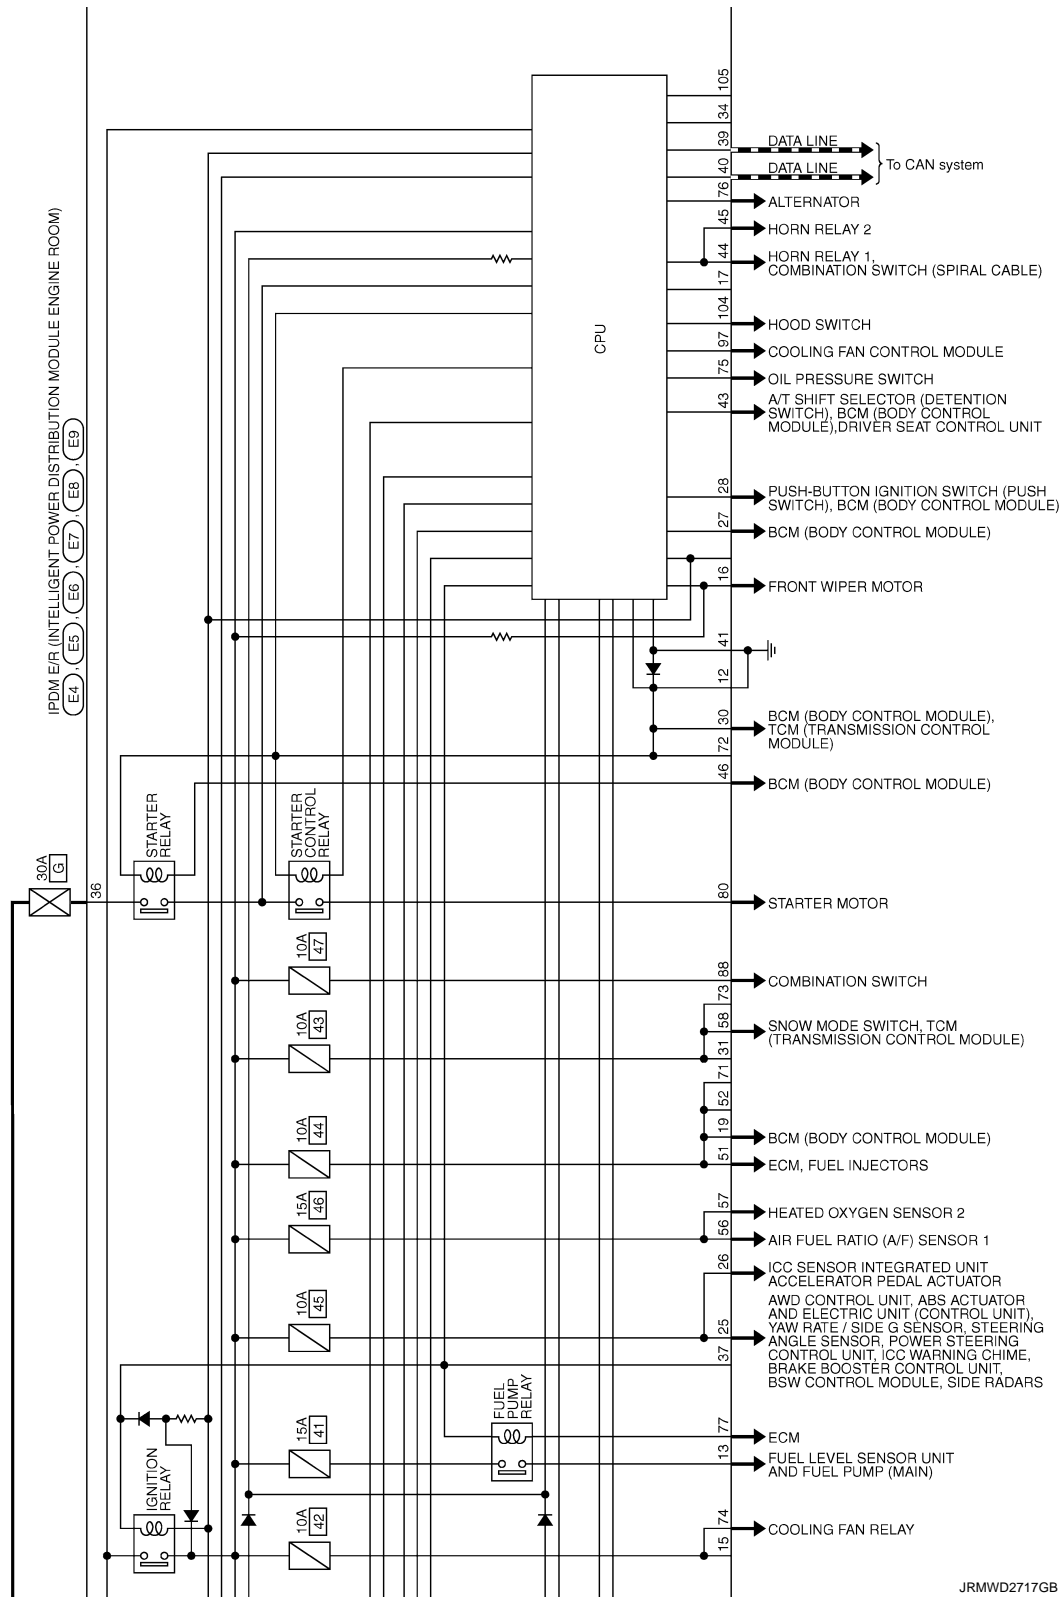 105
34
39
DATA LINE
40
DATA LINE
To CAN system
76
ALTERNATOR
45
HORN RELAY 2
44
HORN RELAY 1,
COMBINATION SWITCH (SPIRAL CABLE)
17
104
HOOD SWITCH
97
COOLING FAN CONTROL MODULE
75
OIL PRESSURE SWITCH
43
A/T SHIFT SELECTOR (DETENTION
SWITCH), BCM (BODY CONTROL
MODULE),DRIVER SEAT CONTROL UNIT
CPU
28
PUSH-BUTTON IGNITION SWITCH (PUSH
SWITCH), BCM (BODY CONTROL MODULE)
27
BCM (BODY CONTROL MODULE)
16
FRONT WIPER MOTOR
IPDM E/R (INTELLIGENT POWER DISTRIBUTION MODULE ENGINE ROOM)
E4 , E5 , E6 , E7 , E8 , E9
41
12
30
BCM (BODY CONTROL MODULE),
TCM (TRANSMISSION CONTROL
MODULE)
72
46
BCM (BODY CONTROL MODULE)
STARTER
RELAY
STARTER
CONTROL
RELAY
30A
G
36
80
STARTER MOTOR
10A
47
88
COMBINATION SWITCH
73
10A
43
58
SNOW MODE SWITCH, TCM
(TRANSMISSION CONTROL MODULE)
31
71
52
10A
44
19
BCM (BODY CONTROL MODULE)
51
ECM, FUEL INJECTORS
15A
46
57
HEATED OXYGEN SENSOR 2
56
AIR FUEL RATIO (A/F) SENSOR 1
26
ICC SENSOR INTEGRATED UNIT
ACCELERATOR PEDAL ACTUATOR
10A
45
25
AWD CONTROL UNIT, ABS ACTUATOR
AND ELECTRIC UNIT (CONTROL UNIT),
YAW RATE / SIDE G SENSOR, STEERING
ANGLE SENSOR, POWER STEERING
CONTROL UNIT, ICC WARNING CHIME,
BRAKE BOOSTER CONTROL UNIT,
BSW CONTROL MODULE, SIDE RADARS
37
FUEL
PUMP
RELAY
15A
41
77
ECM
13
FUEL LEVEL SENSOR UNIT
AND FUEL PUMP (MAIN)
IGNITION
RELAY
10A
42
74
COOLING FAN RELAY
15
JRMWD2717GB